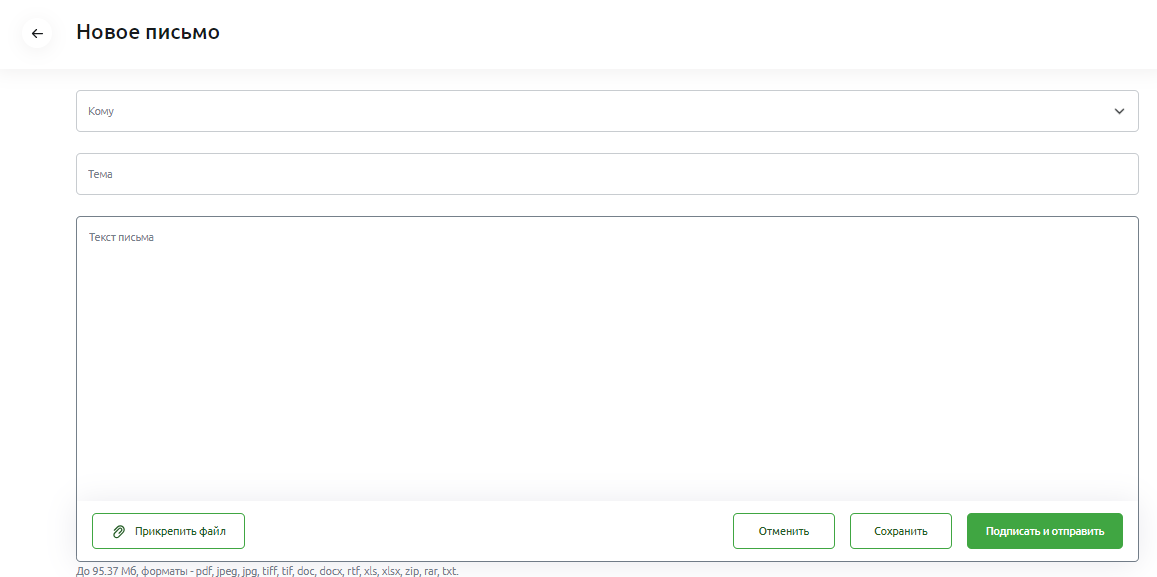 Новое письмо
Кому
Тема
Текст письма
Прикрепить файл
Отменить
Сохранить
Подписать и отправить
До 95.37 Мб, форматы - pdf, jpeg, jpg, tiff, tif, doc, docx, rtf, xls, xlsx, zip, rar, txt.